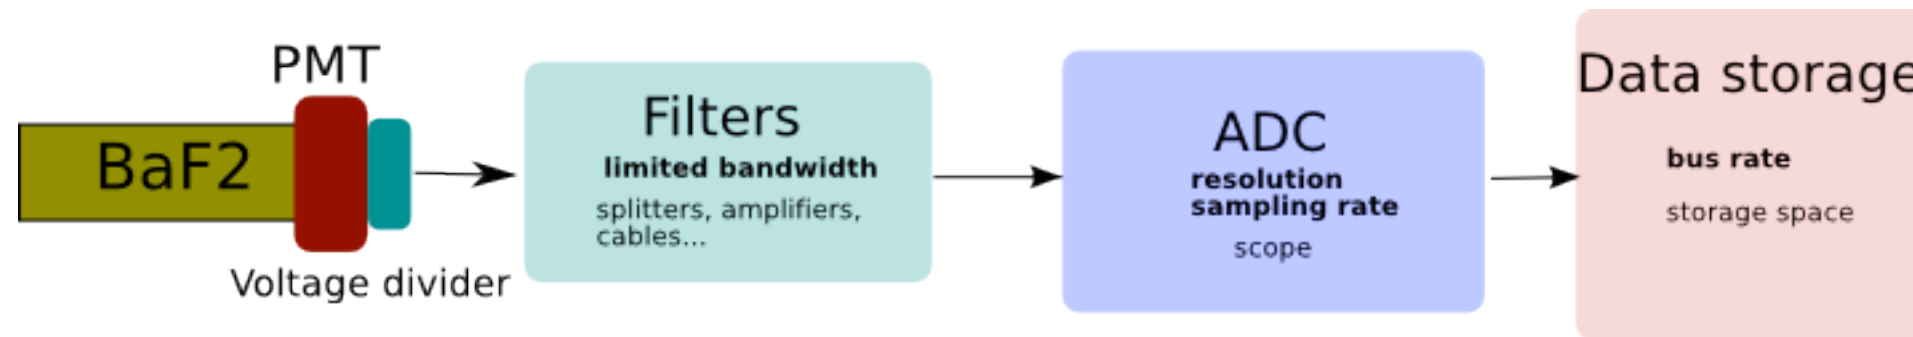 PMT
BaF2
Voltage divider
Filters
limited bandwidth
splitters, amplifiers,
cables...
ADC
resolution
sampling rate
scope
Data storage
bus rate
storage space